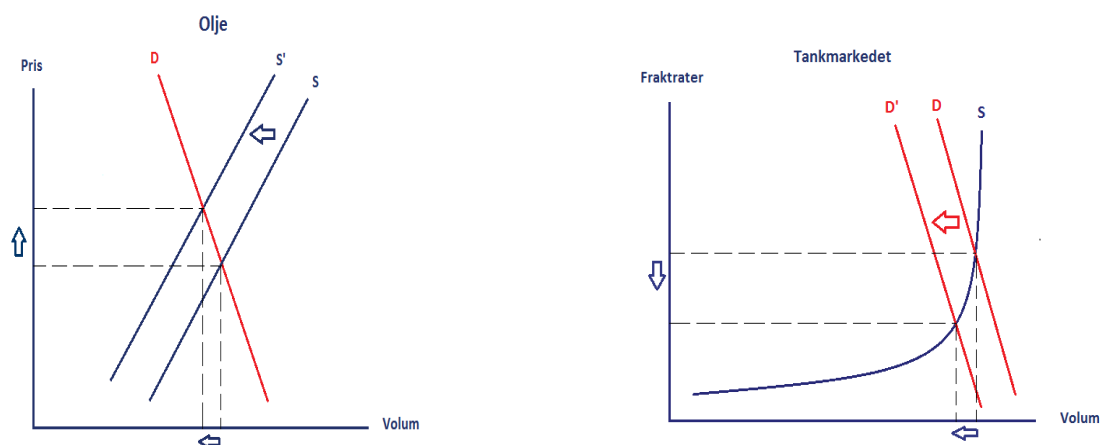 Olje
Pris
D
S'
S
Volum
Tankmarkedet
Fraktrater
D'
D
S
Volum